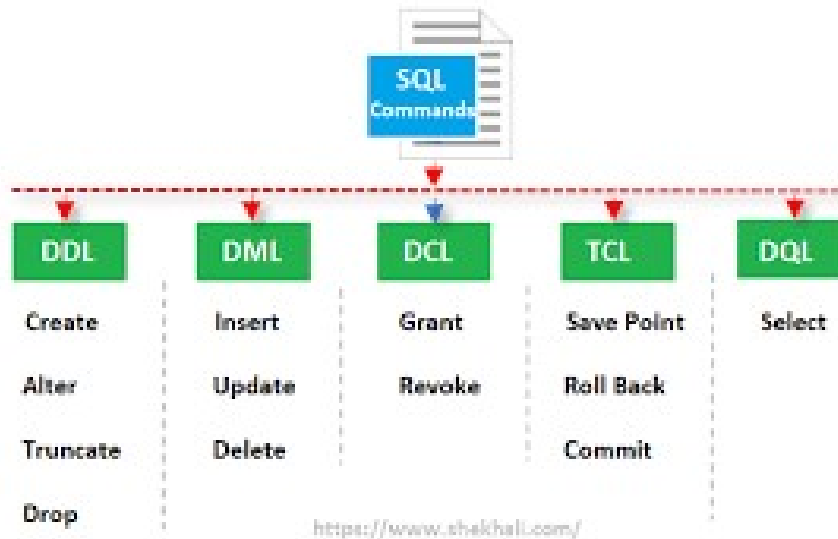 SQL
Commands
DDL
DML
DCL
TCL
DQL
Create
Insert
Grant
Save Point
Select
Alter
Update
Revoke
Roll Back
Truncate
Delete
Commit
Drop
https://www.shekhali.com/